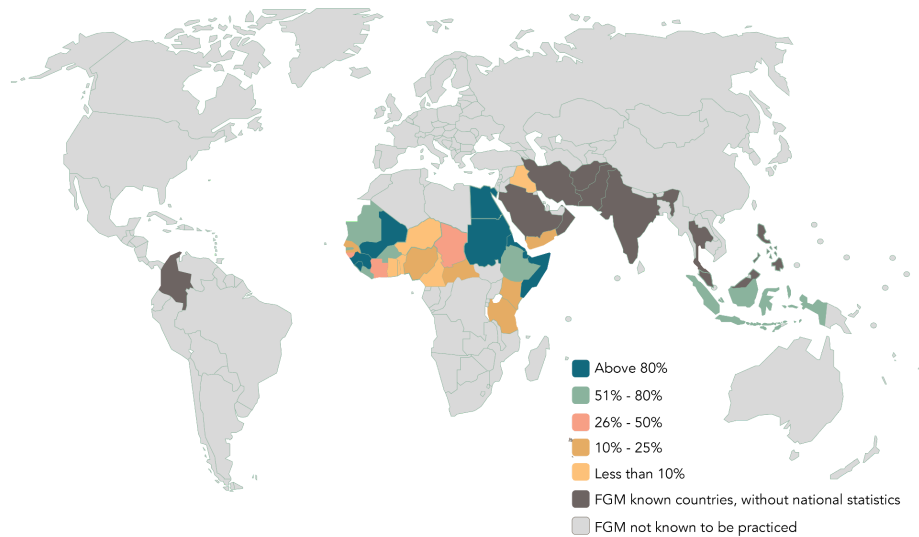 Above 80%
51% - 80%
26% - 50%
10% - 25%
Less than 10%
FGM known countries, without national statistics
FGM not known to be practiced